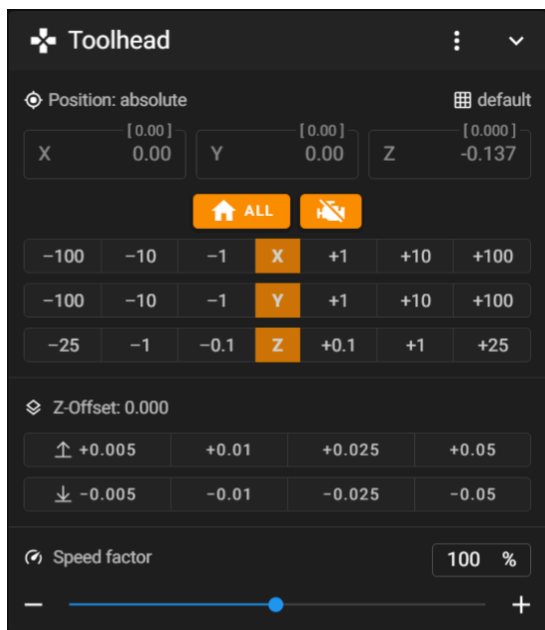 Toolhead
Position: absolute default
[0.00] [0.00] [0.000]
X 0.00 Y 0.00 Z -0.137
ALL
−100 −10 −1 X +1 +10 +100
−100 −10 −1 Y +1 +10 +100
−25 −1 −0.1 Z +0.1 +1 +25
Z-Offset: 0.000
+0.005 +0.01 +0.025 +0.05
−0.005 −0.01 −0.025 −0.05
Speed factor 100 %